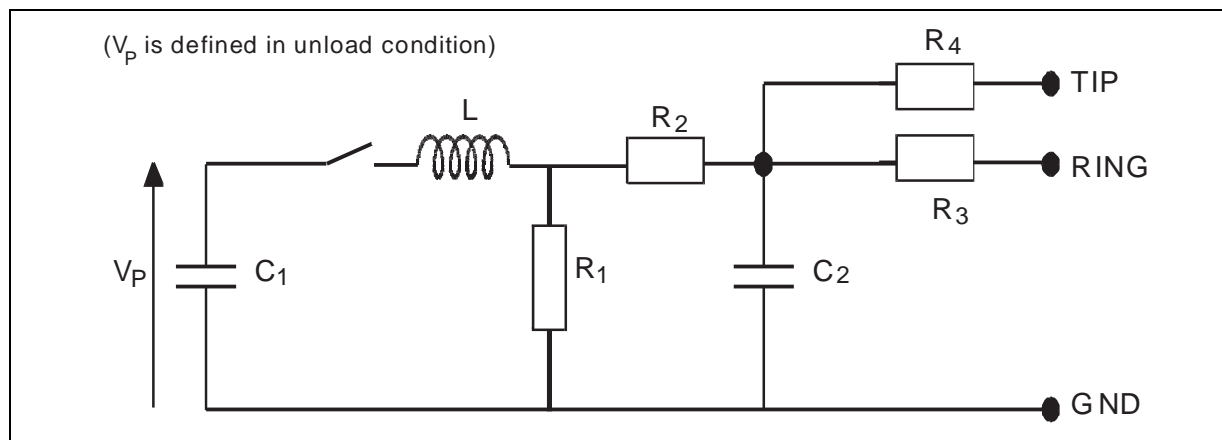 (VP is defined in unload condition)
R4
TIP
L
R2
RING
R3
VP
C1
R1
C2
GND